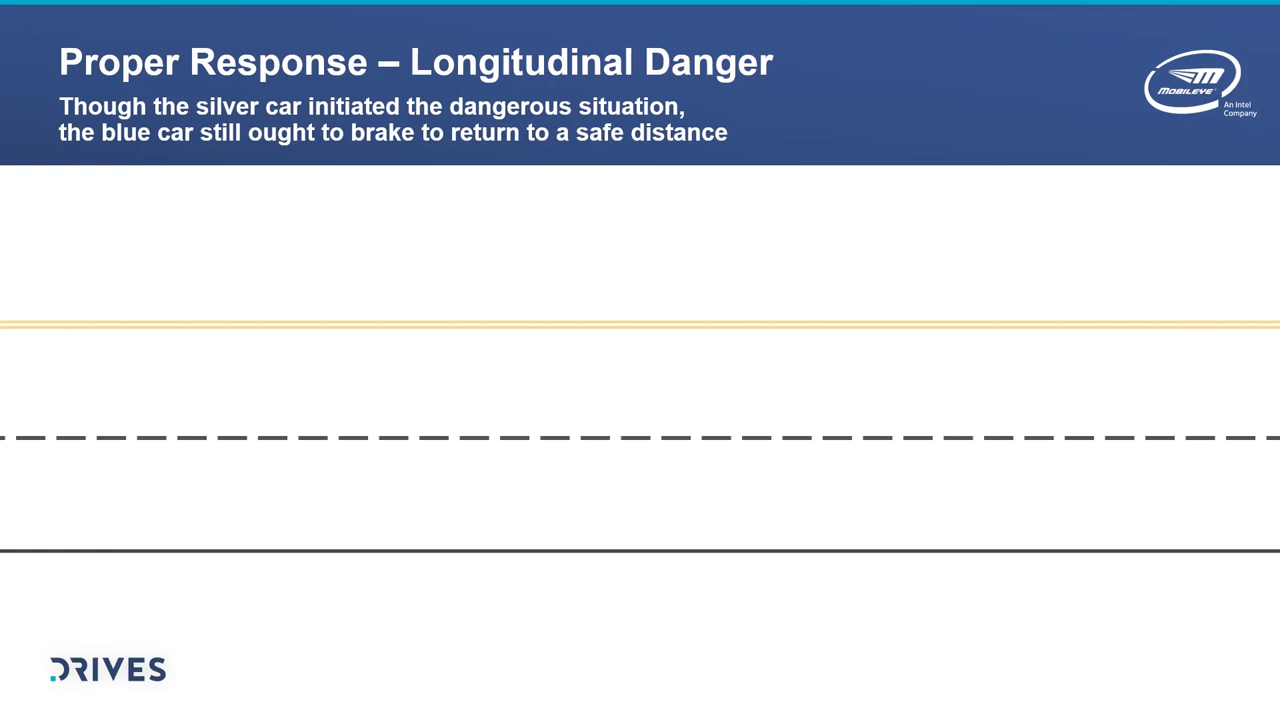 Proper Response – Longitudinal Danger
Though the silver car initiated the dangerous situation,
the blue car still ought to brake to return to a safe distance
MOBILEYE
An Intel
Company
DRIVES